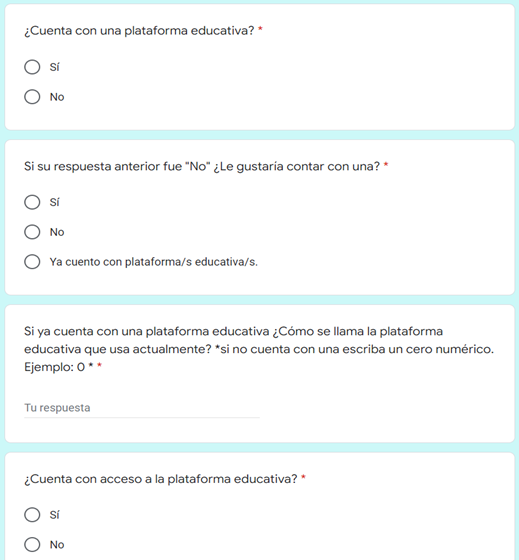 ¿Cuenta con una plataforma educativa? *
Sí
No
Si su respuesta anterior fue "No" ¿Le gustaría contar con una? *
Sí
No
Ya cuento con plataforma/s educativa/s.
Si ya cuenta con una plataforma educativa ¿Cómo se llama la plataforma
educativa que usa actualmente? *si no cuenta con una escriba un cero numérico.
Ejemplo: 0 * *
Tu respuesta
¿Cuenta con acceso a la plataforma educativa? *
Sí
No